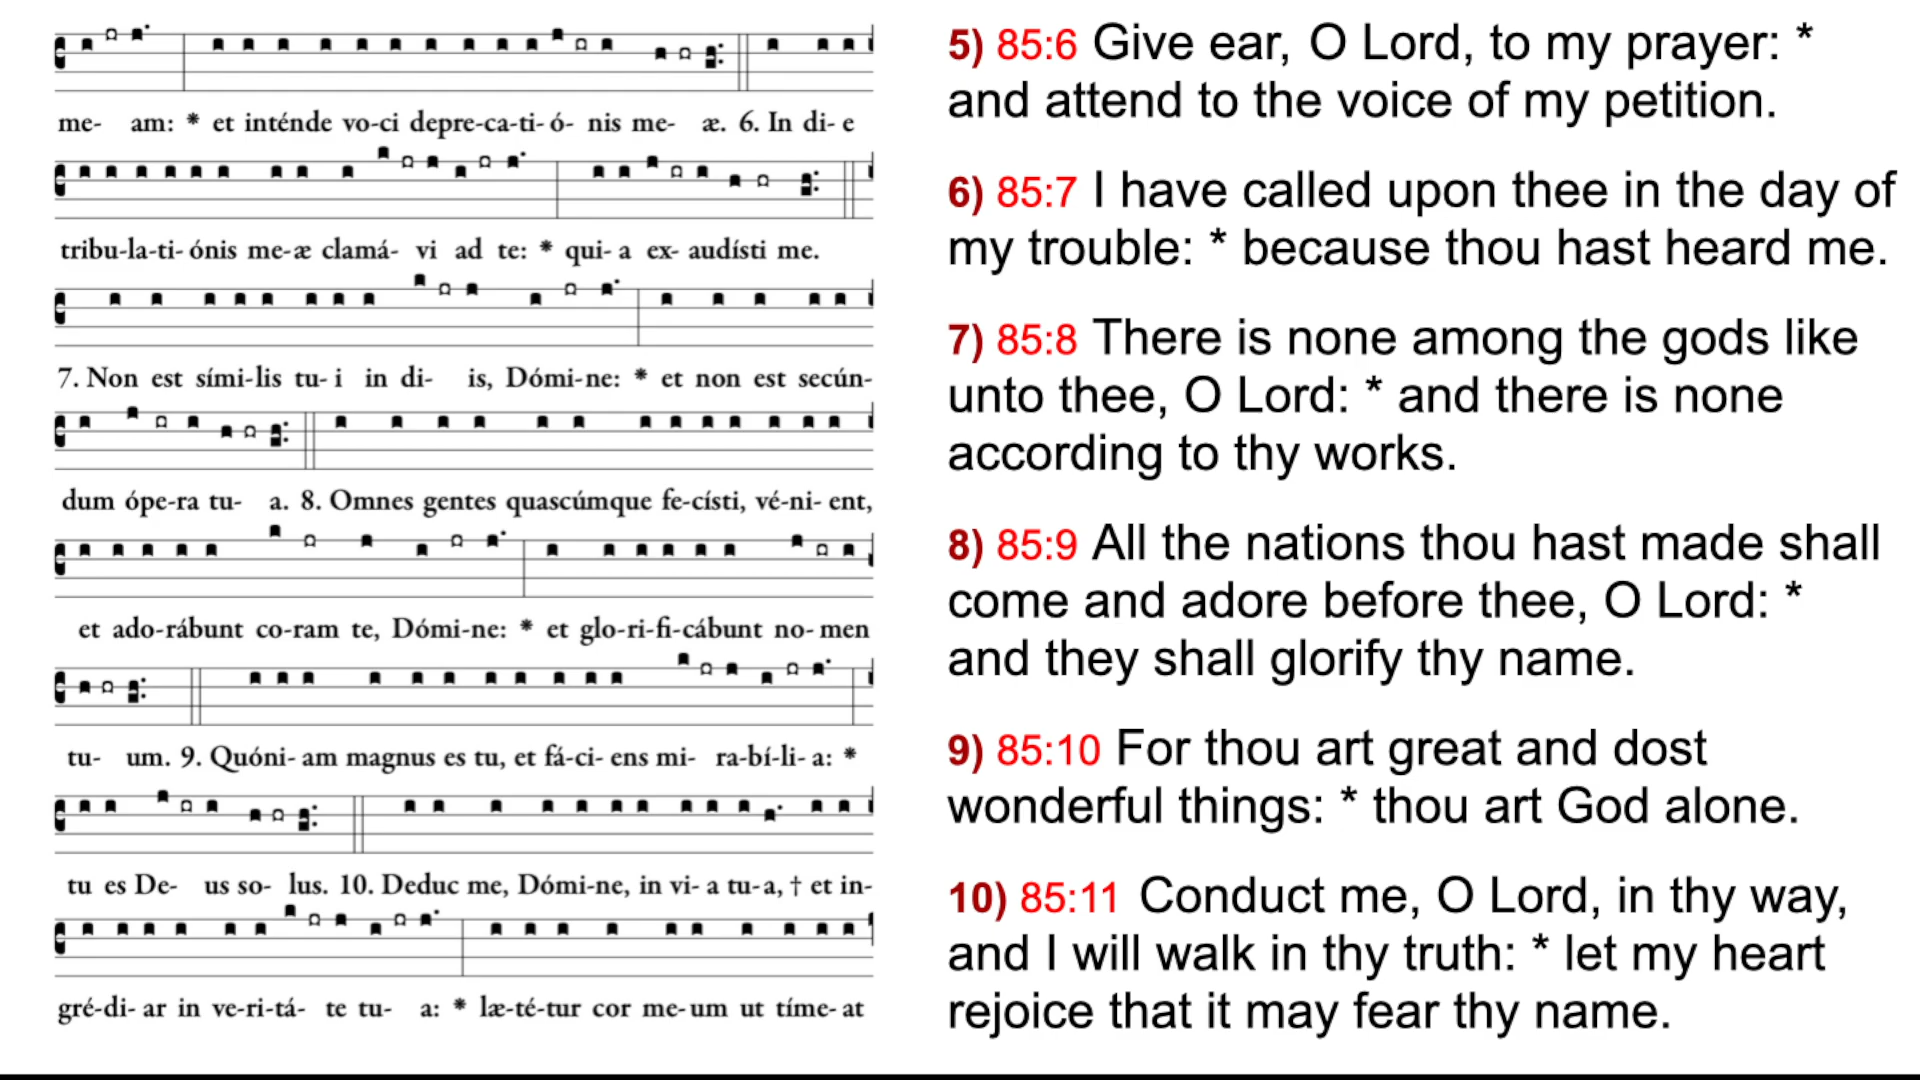 me- am: * et inténde vo-ci depre-ca-ti-ó- nis me- æ. 6. In di- e
tribu-la-ti-ónis me-æ clamá- vi ad te: * qui- a ex- audísti me.
7. Non est sími-lis tu- i in di- is, Dómi-ne: * et non est secún-
dum ópe-ra tu- a. 8. Omnes gentes quascúmque fe-císti, vé-ni- ent,
et ado-rábunt co-ram te, Dómi-ne: * et glo-ri-fi-cábunt no- men
tu- um. 9. Quóni- am magnus es tu, et fá-ci- ens mi- ra-bí-li- a: *
tu es De- us so- lus. 10. Deduc me, Dómi-ne, in vi- a tu-a, † et in-
gré-di- ar in ve-ri-tá- te tu- a: * læ-té-tur cor me-um ut tíme- at
5) 85:6 Give ear, O Lord, to my prayer: *
and attend to the voice of my petition.
6) 85:7 I have called upon thee in the day of
my trouble: * because thou hast heard me.
7) 85:8 There is none among the gods like
unto thee, O Lord: * and there is none
according to thy works.
8) 85:9 All the nations thou hast made shall
come and adore before thee, O Lord: *
and they shall glorify thy name.
9) 85:10 For thou art great and dost
wonderful things: * thou art God alone.
10) 85:11 Conduct me, O Lord, in thy way,
and I will walk in thy truth: * let my heart
rejoice that it may fear thy name.